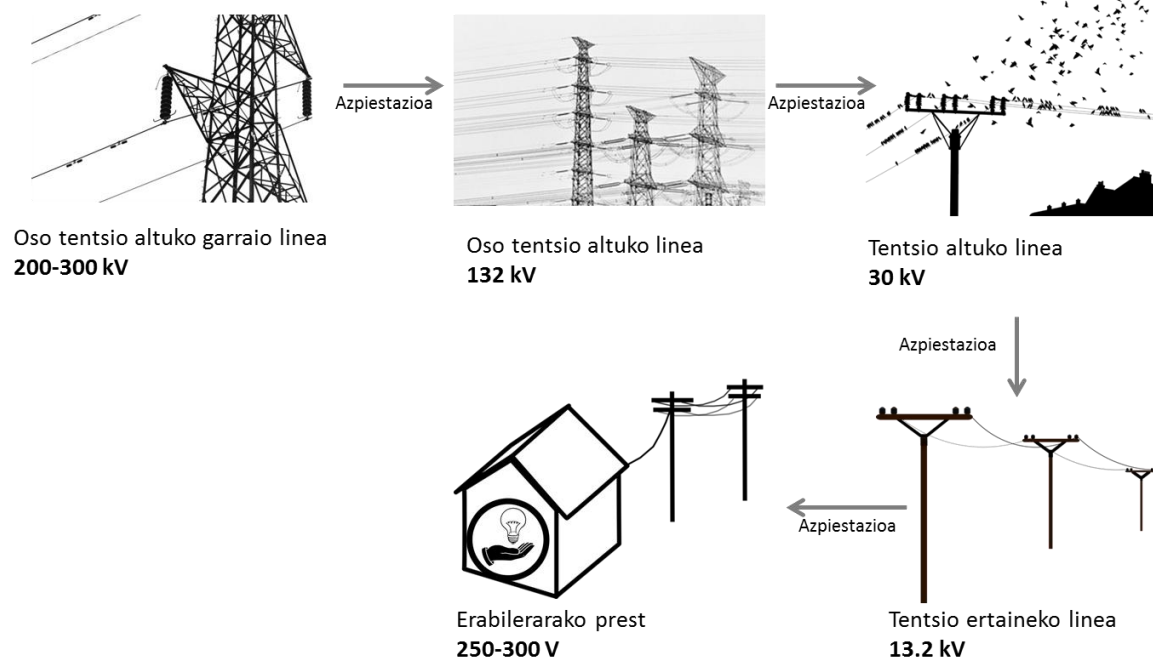 Azpiestazioa
Azpiestazioa
Oso tentsio altuko garraio linea
200-300 kV
Oso tentsio altuko linea
132 kV
Tentsio altuko linea
30 kV
Azpiestazioa
Azpiestazioa
Tentsio ertaineko linea
13.2 kV
Erabilerarako prest
250-300 V